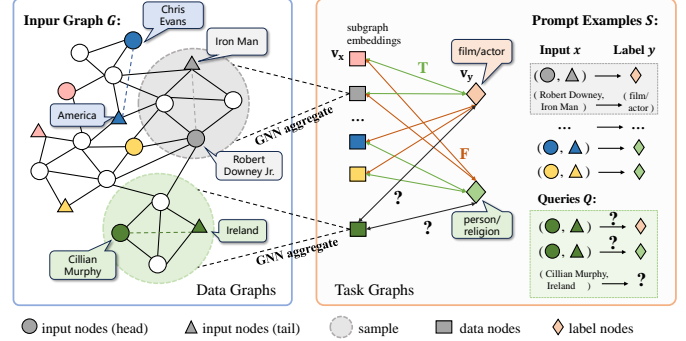 Inpur Graph G:
Chris
Evans
Iron Man
America
Robert
Downey Jr.
Ireland
Cillian
Murphy
Data Graphs
GNN aggregate
GNN aggregate
Task Graphs
subgraph
embeddings
v_x
...
T
F
film/actor
v_y
person/
religion
?
?
Prompt Examples S:
Input x Label y
( , )
( Robert Downey, ( film/
Iron Man ) actor )
... ...
( , )
( , )
Queries Q:
( , ) ?
( , ) ?
( Cillian Murphy,
Ireland ) ?
input nodes (head) input nodes (tail) sample data nodes label nodes